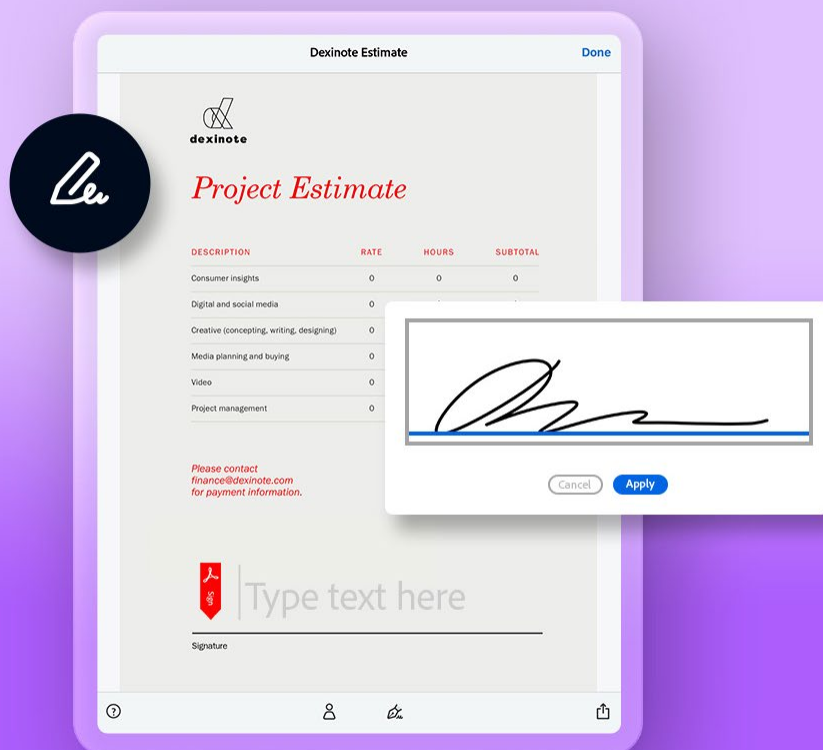 Dexinote Estimate
Done
dexinote
Project Estimate
DESCRIPTION RATE HOURS SUBTOTAL
Consumer insights 0 0 0
Digital and social media 0
Creative (concepting, writing, designing) 0
Media planning and buying 0
Video 0
Project management 0
Cancel Apply
Please contact
finance@dexinote.com
for payment information.
Sign
Type text here
Signature
?